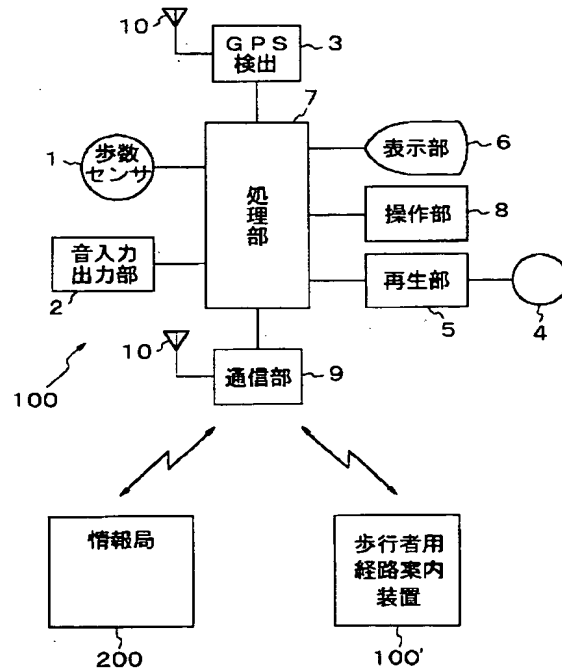 10
GPS
検出
3
7
1
歩数
センサ
表示部
6
処
理
部
操作部
8
音入力
出力部
2
再生部
5
4
10
通信部
9
100
情報局
200
歩行者用
経路案内
装置
100'